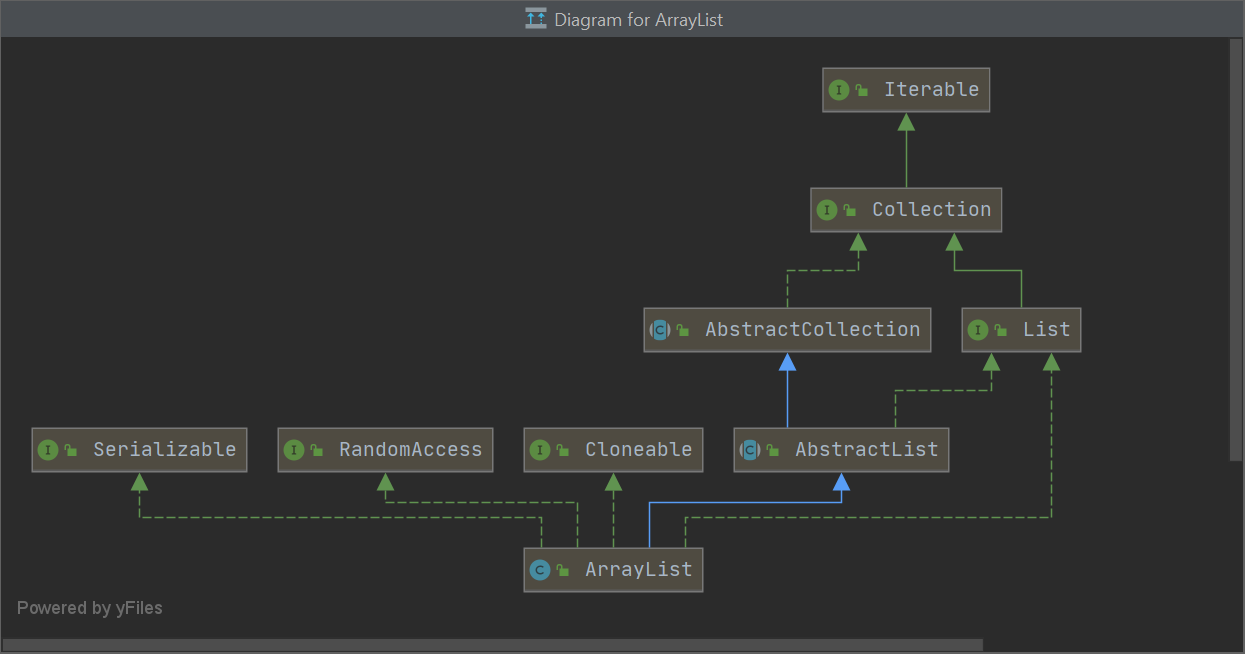 Diagram for ArrayList
I Iterable
I Collection
C AbstractCollection
I List
I Serializable
I RandomAccess
I Cloneable
C AbstractList
C ArrayList
Powered by yFiles